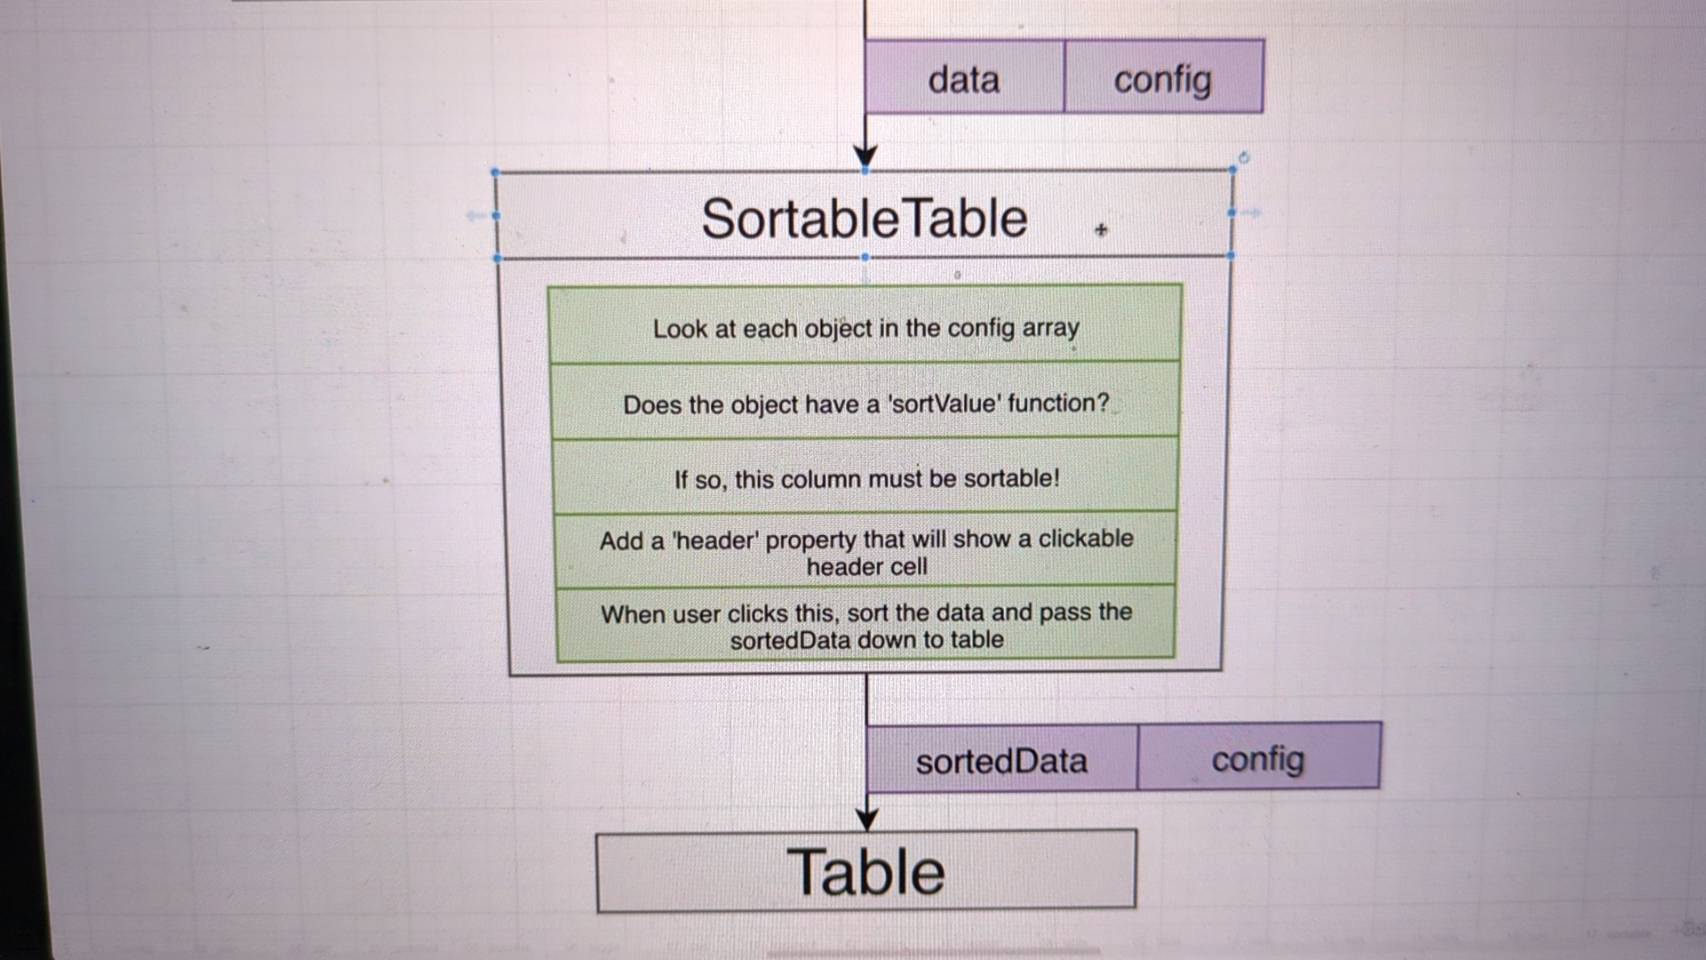 data
config
SortableTable
Look at each object in the config array
Does the object have a 'sortValue' function?
If so, this column must be sortable!
Add a 'header' property that will show a clickable
header cell
When user clicks this, sort the data and pass the
sortedData down to table
sortedData
config
Table